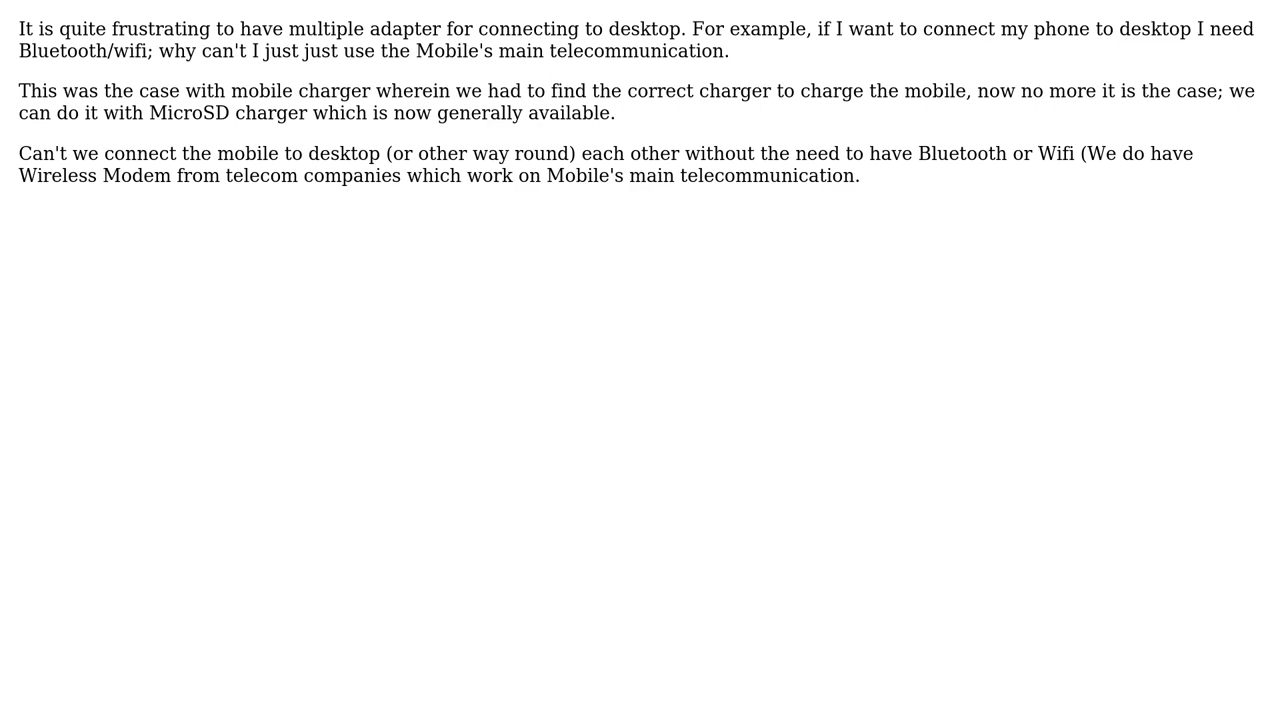 It is quite frustrating to have multiple adapter for connecting to desktop. For example, if I want to connect my phone to desktop I need
Bluetooth/wifi; why can't I just just use the Mobile's main telecommunication.
This was the case with mobile charger wherein we had to find the correct charger to charge the mobile, now no more it is the case; we
can do it with MicroSD charger which is now generally available.
Can't we connect the mobile to desktop (or other way round) each other without the need to have Bluetooth or Wifi (We do have
Wireless Modem from telecom companies which work on Mobile's main telecommunication.